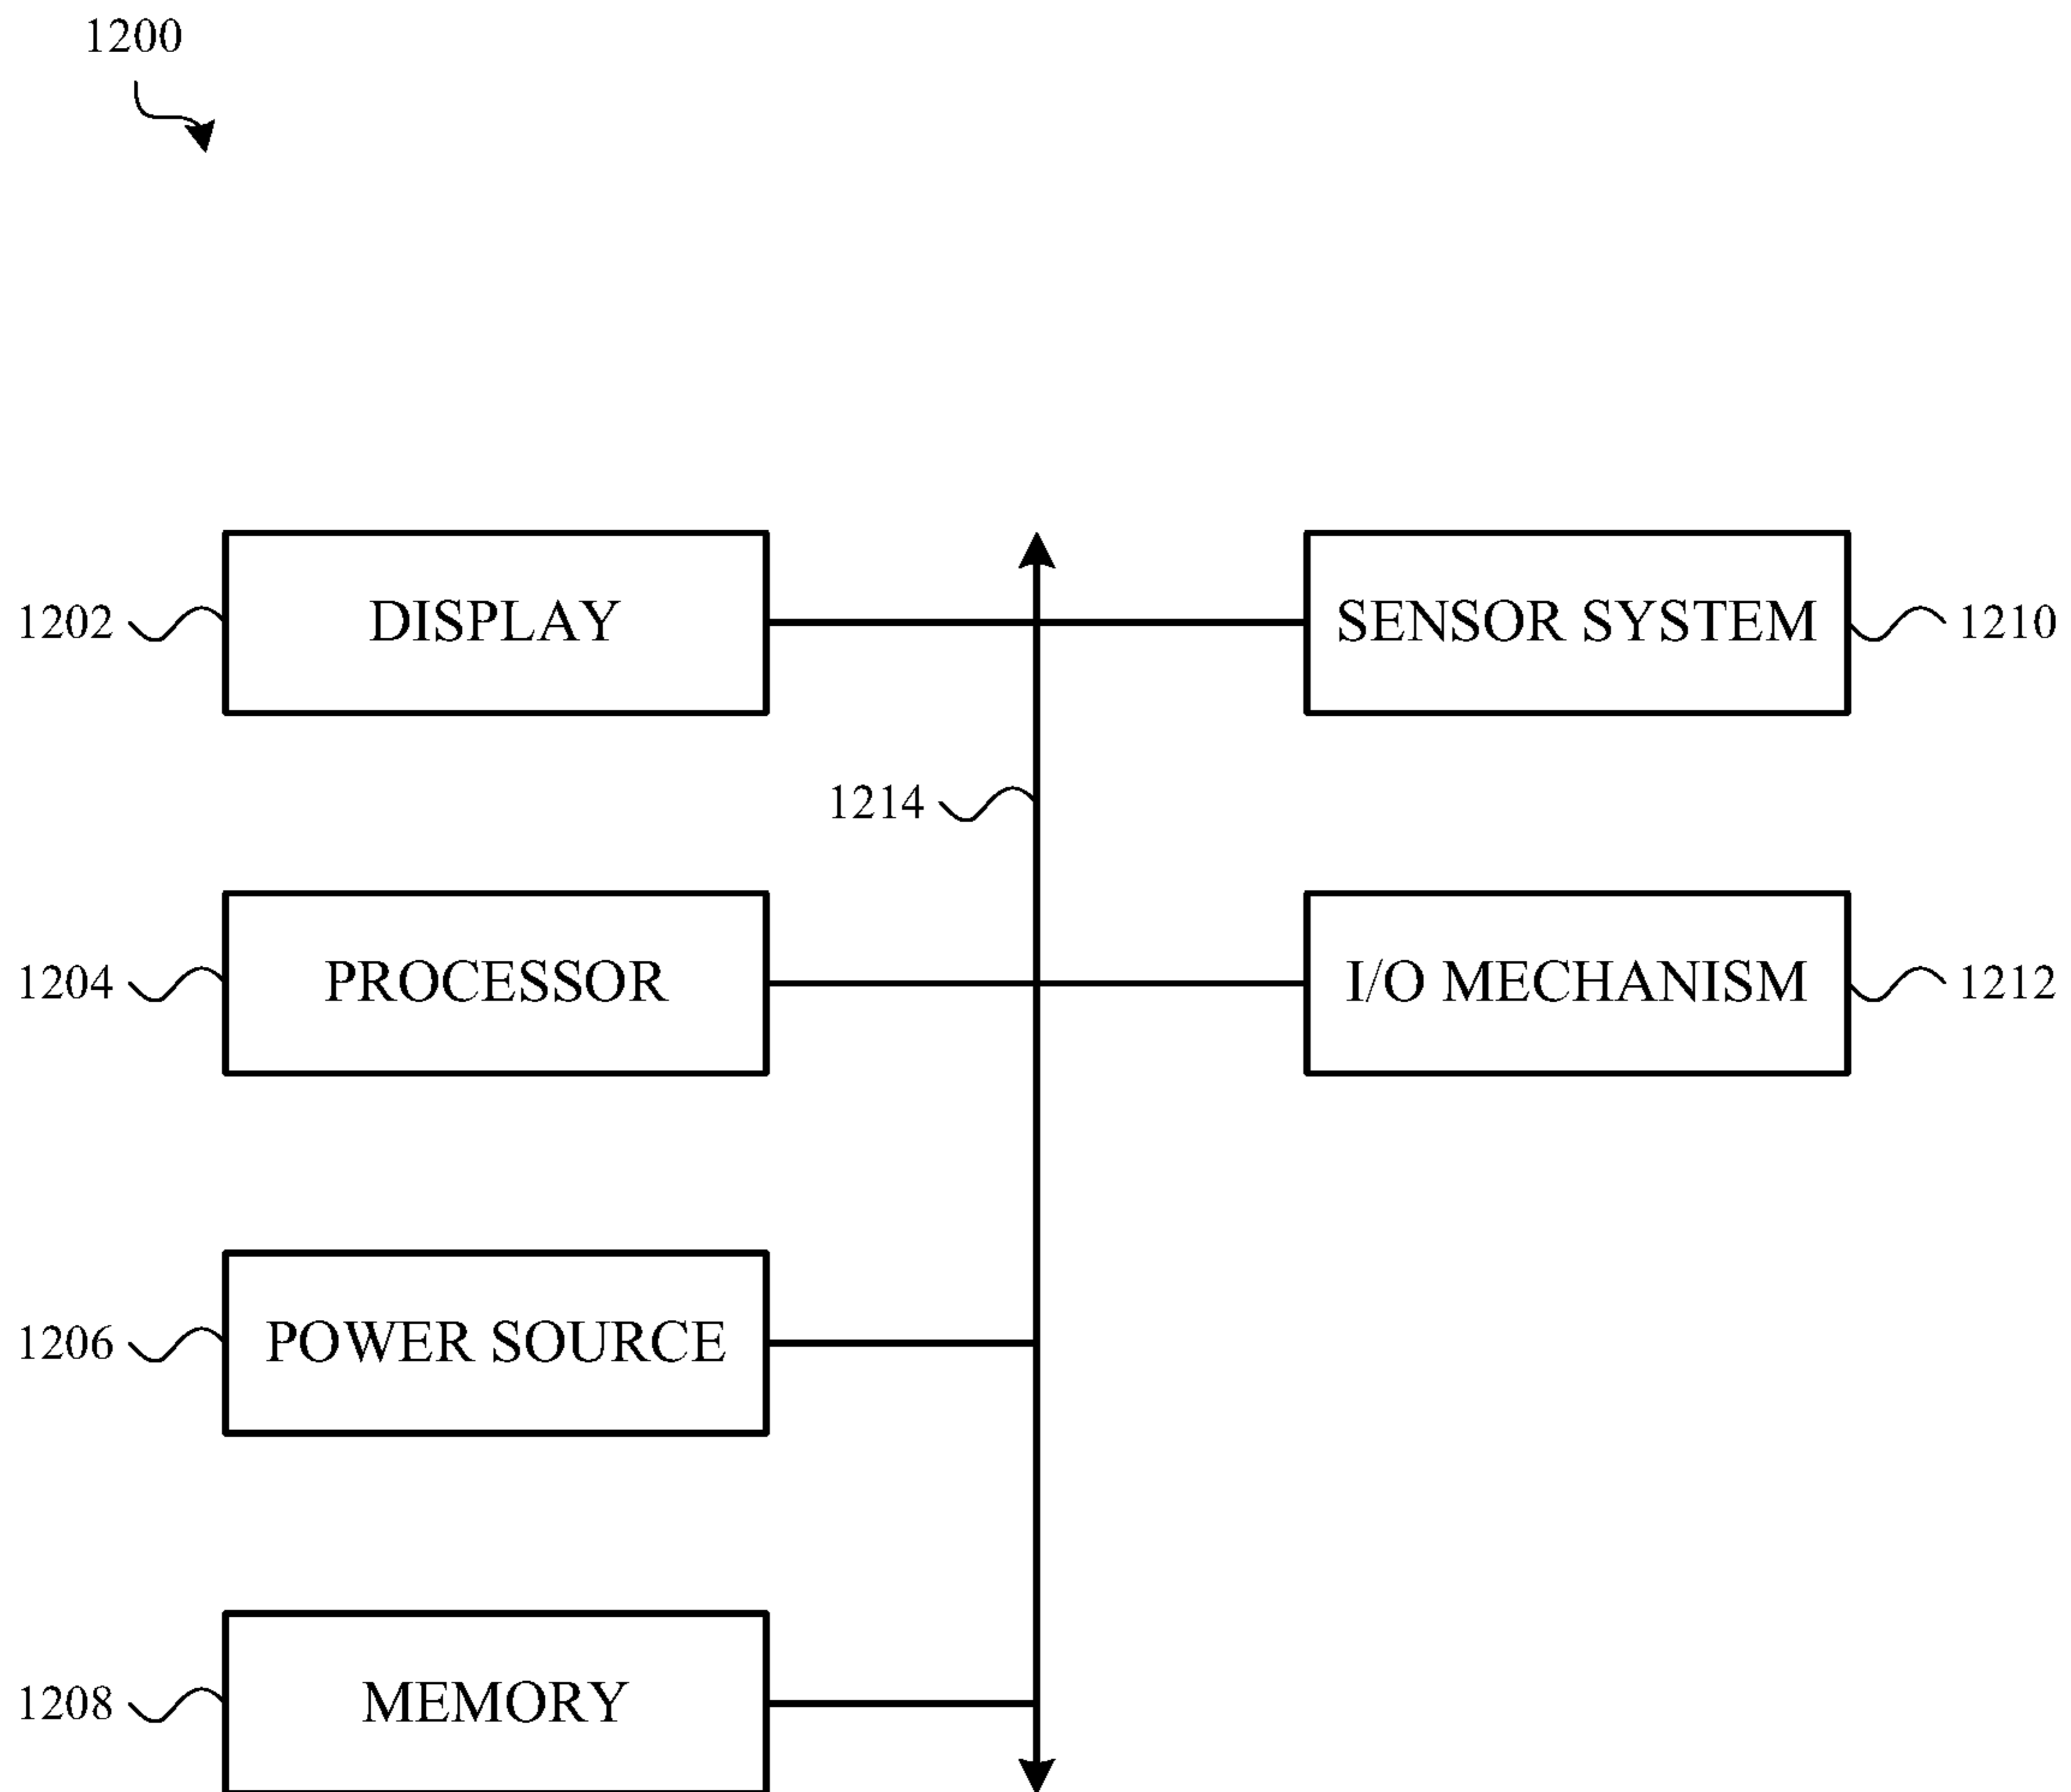 1200
1202 DISPLAY SENSOR SYSTEM 1210
1214
1204 PROCESSOR I/O MECHANISM 1212
1206 POWER SOURCE
1208 MEMORY